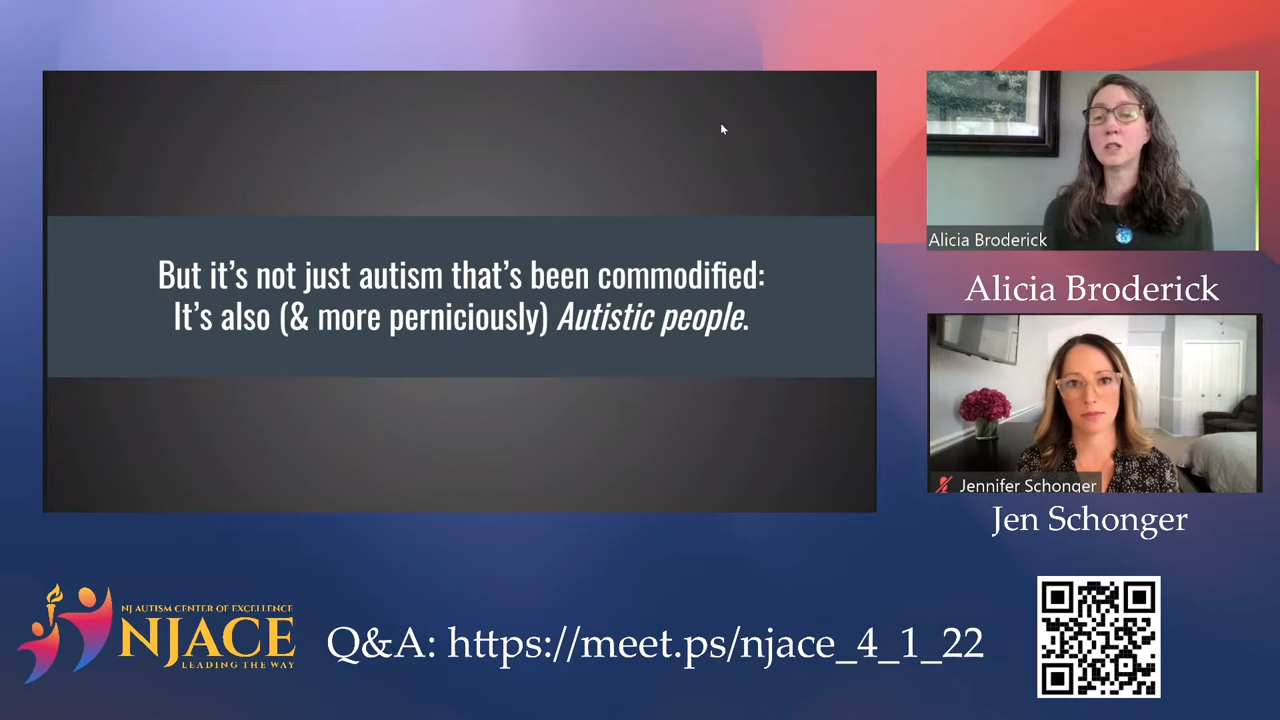 But it's not just autism that's been commodified:
It's also (& more perniciously) Autistic people.
Alicia Broderick
Alicia Broderick
Jennifer Schonger
Jen Schonger
NJ AUTISM CENTER OF EXCELLENCE
NJACE
LEADING THE WAY
Q&A: https://meet.ps/njace_4_1_22